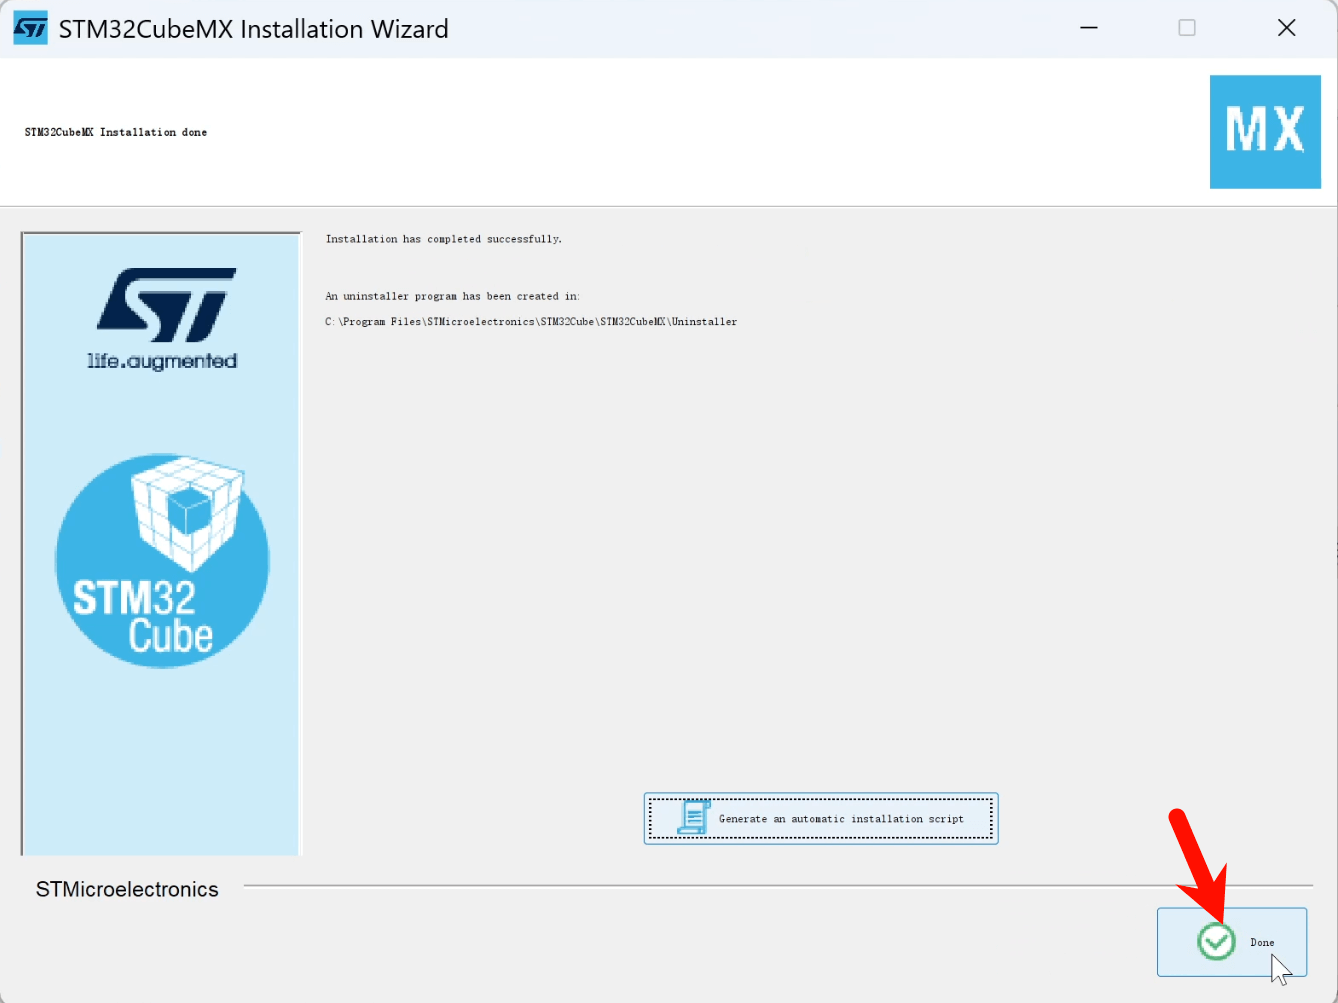 STM32CubeMX Installation Wizard
STM32CubeMX Installation done
MX
Installation has completed successfully.
An uninstaller program has been created in:
C:\Program Files\STMicroelectronics\STM32Cube\STM32CubeMX\Uninstaller
ST
life.augmented
STM32
Cube
Generate an automatic installation script
STMicroelectronics
Done